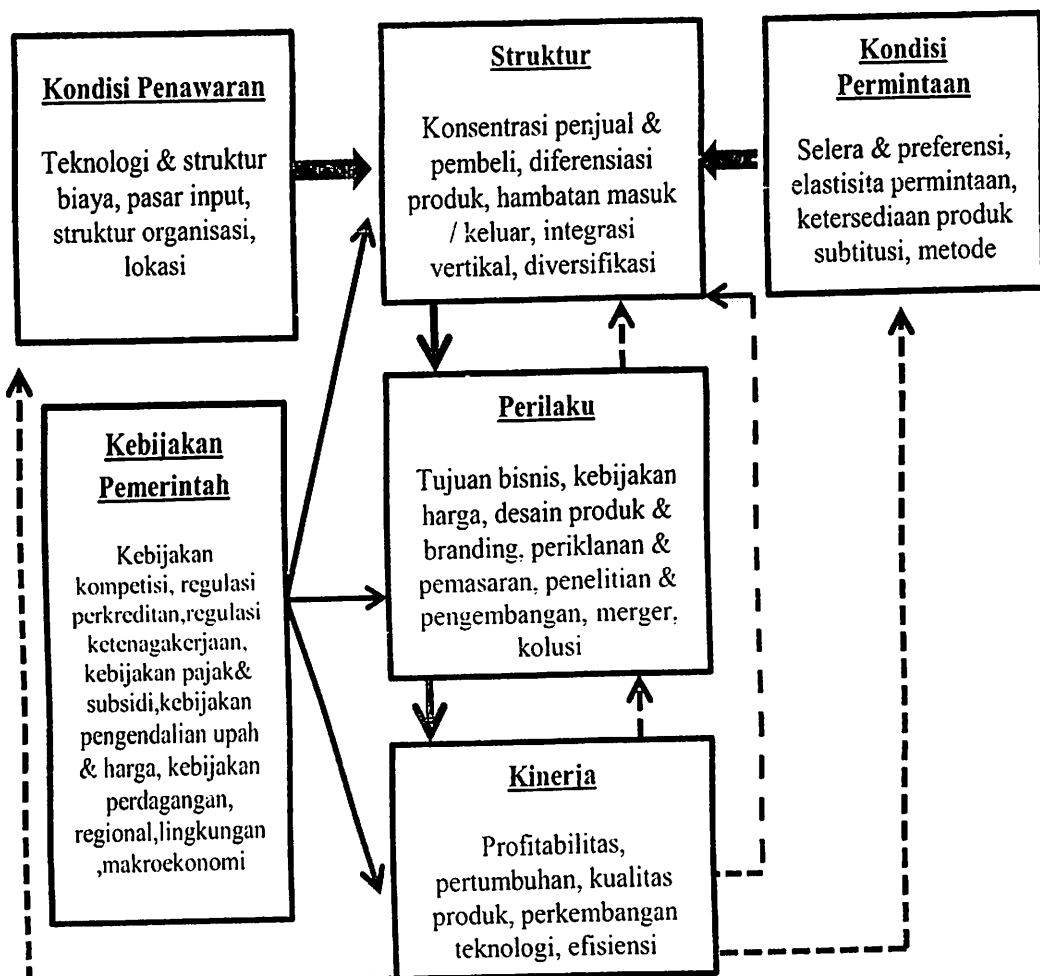 Kondisi Penawaran
Teknologi & struktur
biaya, pasar input,
struktur organisasi,
lokasi
Struktur
Konsentrasi penjual &
pembeli, diferensiasi
produk, hambatan masuk
/ keluar, integrasi
vertikal, diversifikasi
Kondisi
Permintaan
Selera & preferensi,
elastisita permintaan,
ketersediaan produk
subtitusi, metode
Kebijakan
Pemerintah
Kebijakan
kompetisi, regulasi
perkreditan,regulasi
ketenagakerjaan,
kebijakan pajak&
subsidi,kebijakan
pengendalian upah
& harga, kebijakan
perdagangan,
regional,lingkungan
,makroekonomi
Perilaku
Tujuan bisnis, kebijakan
harga, desain produk &
branding, periklanan &
pemasaran, penelitian &
pengembangan, merger,
kolusi
Kinerja
Profitabilitas,
pertumbuhan, kualitas
produk, perkembangan
teknologi, efisiensi